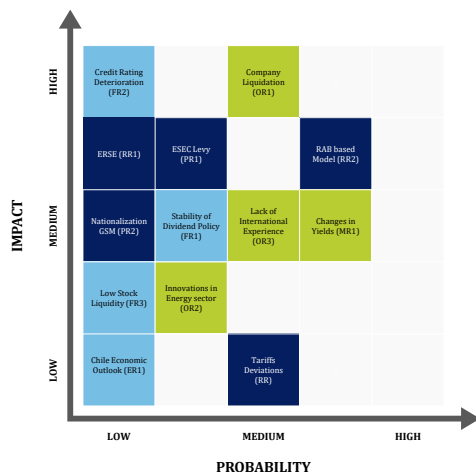 HIGH
Credit Rating
Deterioration
(FR2)
Company
Liquidation
(OR1)
ERSE (RR1)
ESEC Levy
(PR1)
RAB based
Model (RR2)
IMPACT
MEDIUM
Nationalization
GSM (PR2)
Stability of
Dividend Policy
(FR1)
Lack of
International
Experience
(OR3)
Changes in
Yields (MR1)
Low Stock
Liquidity (FR3)
Innovations in
Energy sector
(OR2)
LOW
Chile Economic
Outlook (ER1)
Tariffs
Deviations
(RR)
LOW
MEDIUM
HIGH
PROBABILITY